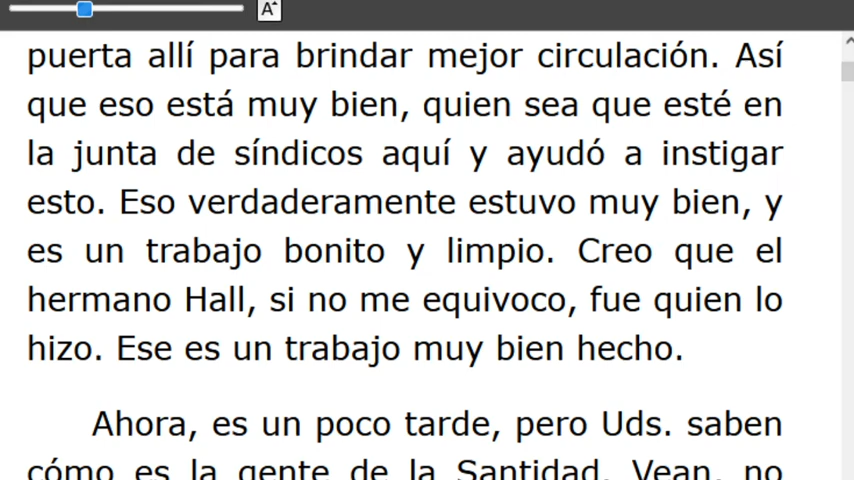 A
puerta allí para brindar mejor circulación. Así
que eso está muy bien, quien sea que esté en
la junta de síndicos aquí y ayudó a instigar
esto. Eso verdaderamente estuvo muy bien, y
es un trabajo bonito y limpio. Creo que el
hermano Hall, si no me equivoco, fue quien lo
hizo. Ese es un trabajo muy bien hecho.
Ahora, es un poco tarde, pero Uds. saben
cómo es la gente de la Santidad. Vean, no